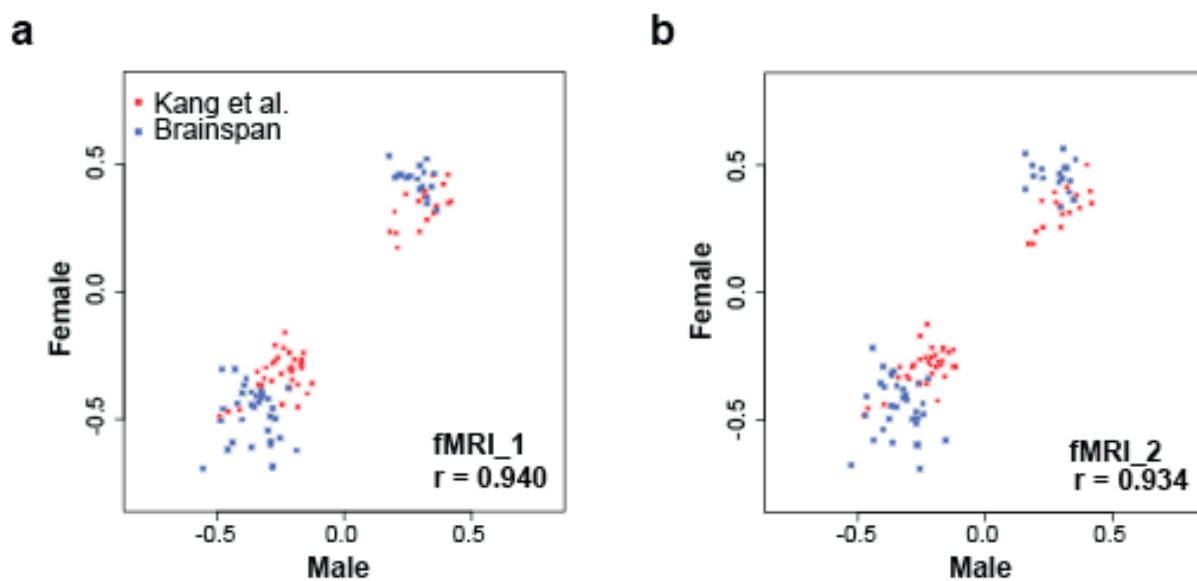 a
Kang et al.
Brainspan
0.5
0.0
-0.5
Female
fMRI_1
r = 0.940
-0.5 0.0 0.5
Male
b
0.5
0.0
-0.5
Female
fMRI_2
r = 0.934
-0.5 0.0 0.5
Male